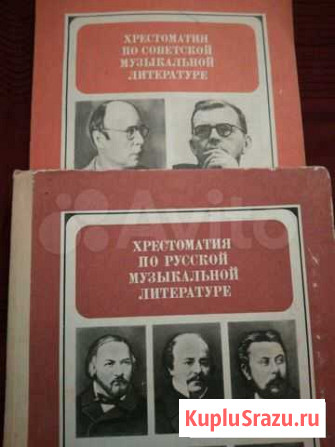 ХРЕСТОМАТИЯ
ПО СОВЕТСКОЙ
МУЗЫКАЛЬНОЙ
ЛИТЕРАТУРЕ
Avito
ХРЕСТОМАТИЯ
ПО РУССКОЙ
МУЗЫКАЛЬНОЙ
ЛИТЕРАТУРЕ
KupluSrazu.ru